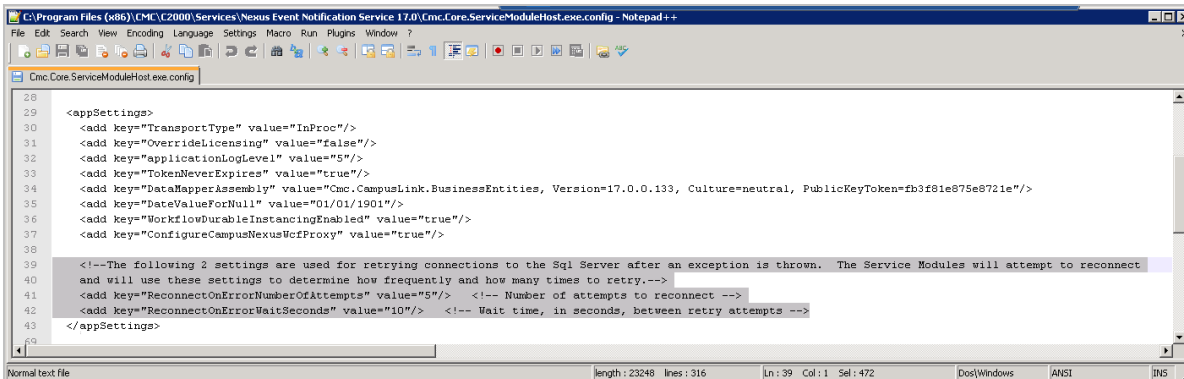 C:\Program Files (x86)\CMC\C2000\Services\Nexus Event Notification Service 17.0\Cmc.Core.ServiceModuleHost.exe.config - Notepad++
File Edit Search View Encoding Language Settings Macro Run Plugins Window ?
Cmc.Core.ServiceModuleHost.exe.config
28
29 <appSettings>
30 <add key="TransportType" value="InProc"/>
31 <add key="OverrideLicensing" value="false"/>
32 <add key="applicationLogLevel" value="5"/>
33 <add key="TokenNeverExpires" value="true"/>
34 <add key="DataMapperAssembly" value="Cmc.CampusLink.BusinessEntities, Version=17.0.0.133, Culture=neutral, PublicKeyToken=fb3f81e875e8721e"/>
35 <add key="DateValueForNull" value="01/01/1901"/>
36 <add key="WorkflowDurableInstancingEnabled" value="true"/>
37 <add key="ConfigureCampusNexusWcfProxy" value="true"/>
38
39 <!--The following 2 settings are used for retrying connections to the Sql Server after an exception is thrown.  The Service Modules will attempt to reconnect
40 and will use these settings to determine how frequently and how many times to retry.-->
41 <add key="ReconnectOnErrorNumberOfAttempts" value="5"/>   <!-- Number of attempts to reconnect -->
42 <add key="ReconnectOnErrorWaitSeconds" value="10"/>   <!-- Wait time, in seconds, between retry attempts -->
43 </appSettings>
69
Normal text file length : 23248 lines : 316 Ln : 39 Col : 1 Sel : 472 Dos\Windows ANSI INS